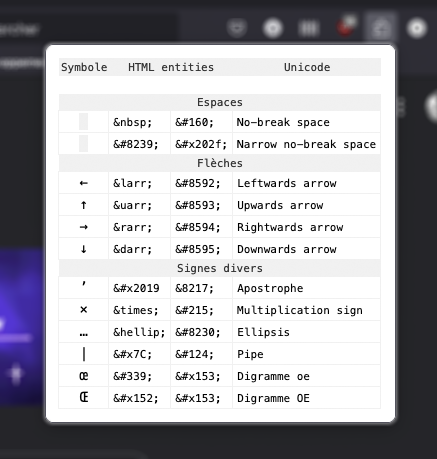 ercher
Symbole HTML entities Unicode
Espaces
&nbsp; &#160; No-break space
&#8239; &#x202f; Narrow no-break space
Flèches
← &larr; &#8592; Leftwards arrow
↑ &uarr; &#8593; Upwards arrow
→ &rarr; &#8594; Rightwards arrow
↓ &darr; &#8595; Downwards arrow
Signes divers
’ &#x2019 &#8217; Apostrophe
× &times; &#215; Multiplication sign
… &hellip; &#8230; Ellipsis
| &#x7C; &#124; Pipe
œ &#339; &#x153; Digramme oe
Œ &#x152; &#x153; Digramme OE